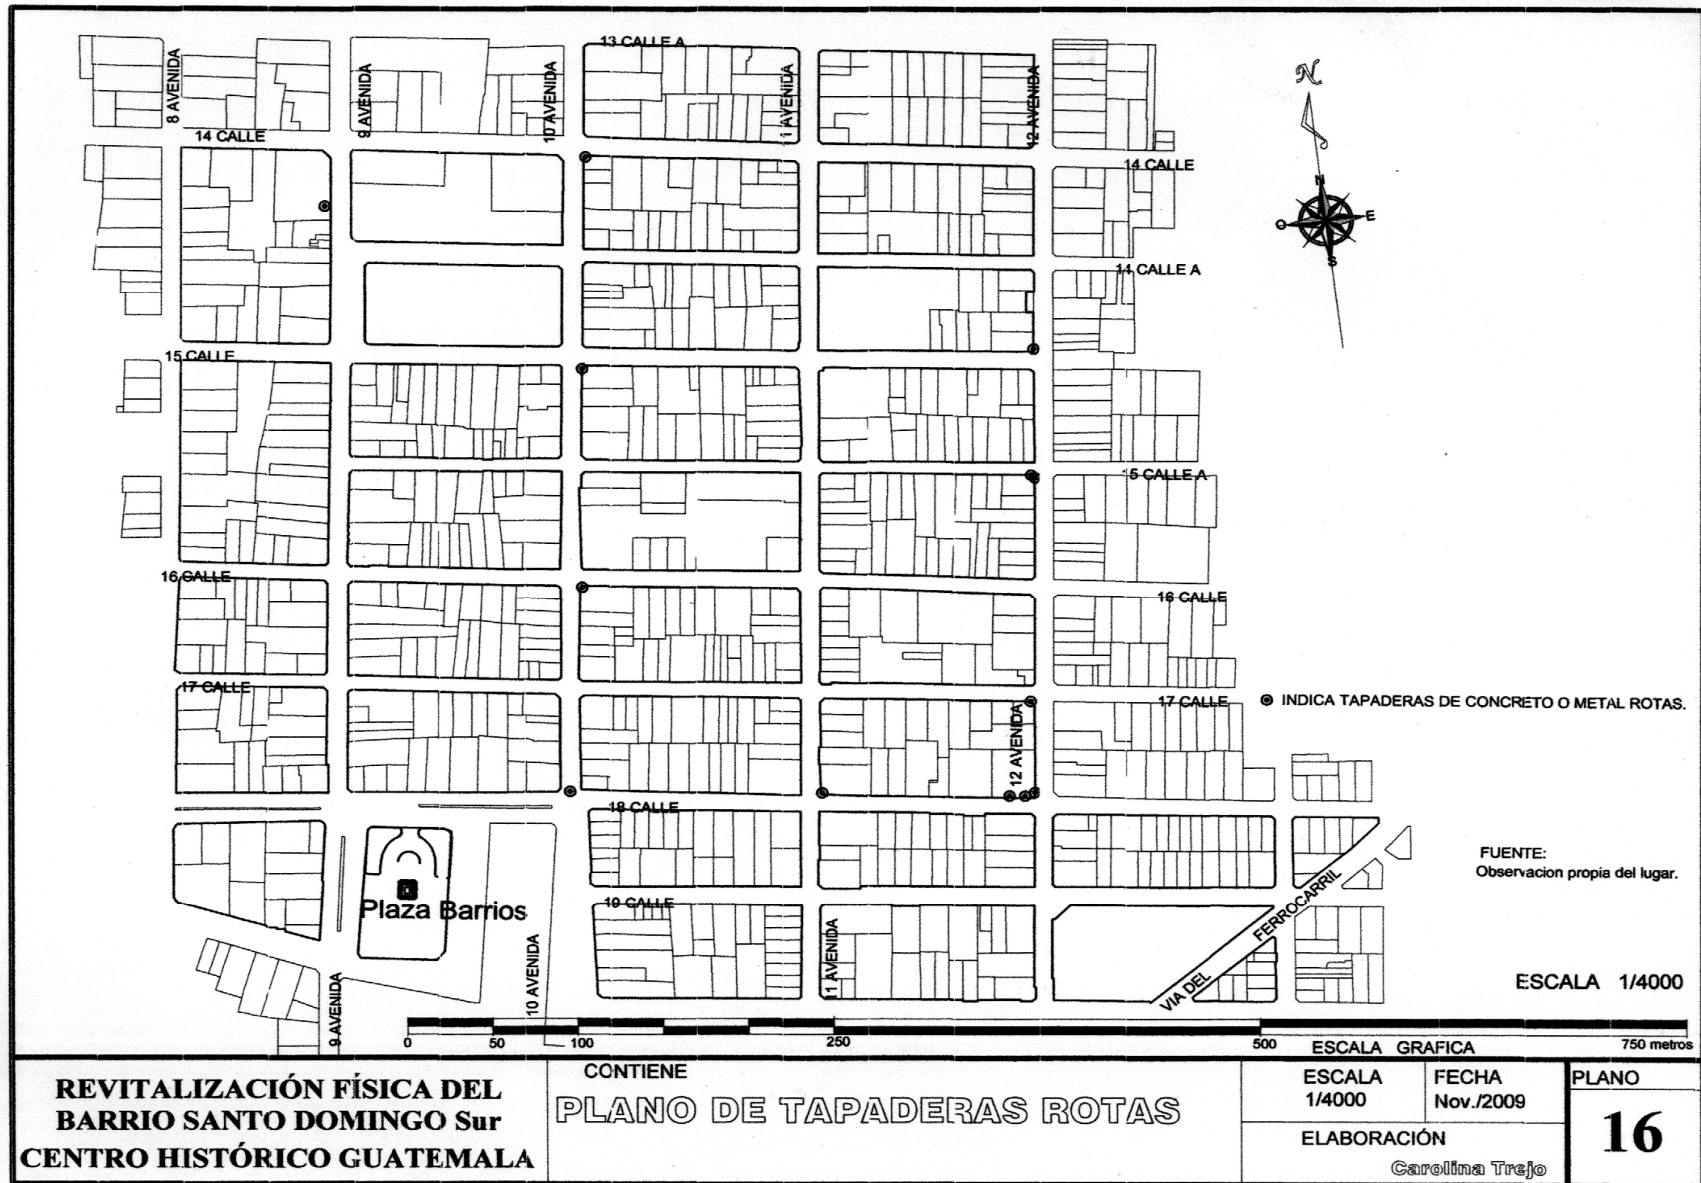 13 CALLE A
8 AVENIDA
9 AVENIDA
10 AVENIDA
11 AVENIDA
12 AVENIDA
14 CALLE
14 CALLE
N
N
O
E
S
14 CALLE A
15 CALLE
15 CALLE A
16 CALLE
16 CALLE
17 CALLE
17 CALLE
INDICA TAPADERAS DE CONCRETO O METAL ROTAS.
12 AVENIDA
18 CALLE
FUENTE:
Observacion propia del lugar.
Plaza Barrios
19 CALLE
VIA DEL FERROCARRIL
9 AVENIDA
10 AVENIDA
11 AVENIDA
ESCALA 1/4000
0 50 100 250 500 750 metros
ESCALA GRAFICA
REVITALIZACIÓN FÍSICA DEL
BARRIO SANTO DOMINGO Sur
CENTRO HISTÓRICO GUATEMALA
CONTIENE
PLANO DE TAPADERAS ROTAS
ESCALA
1/4000
FECHA
Nov./2009
ELABORACIÓN
Carolina Trejo
PLANO
16